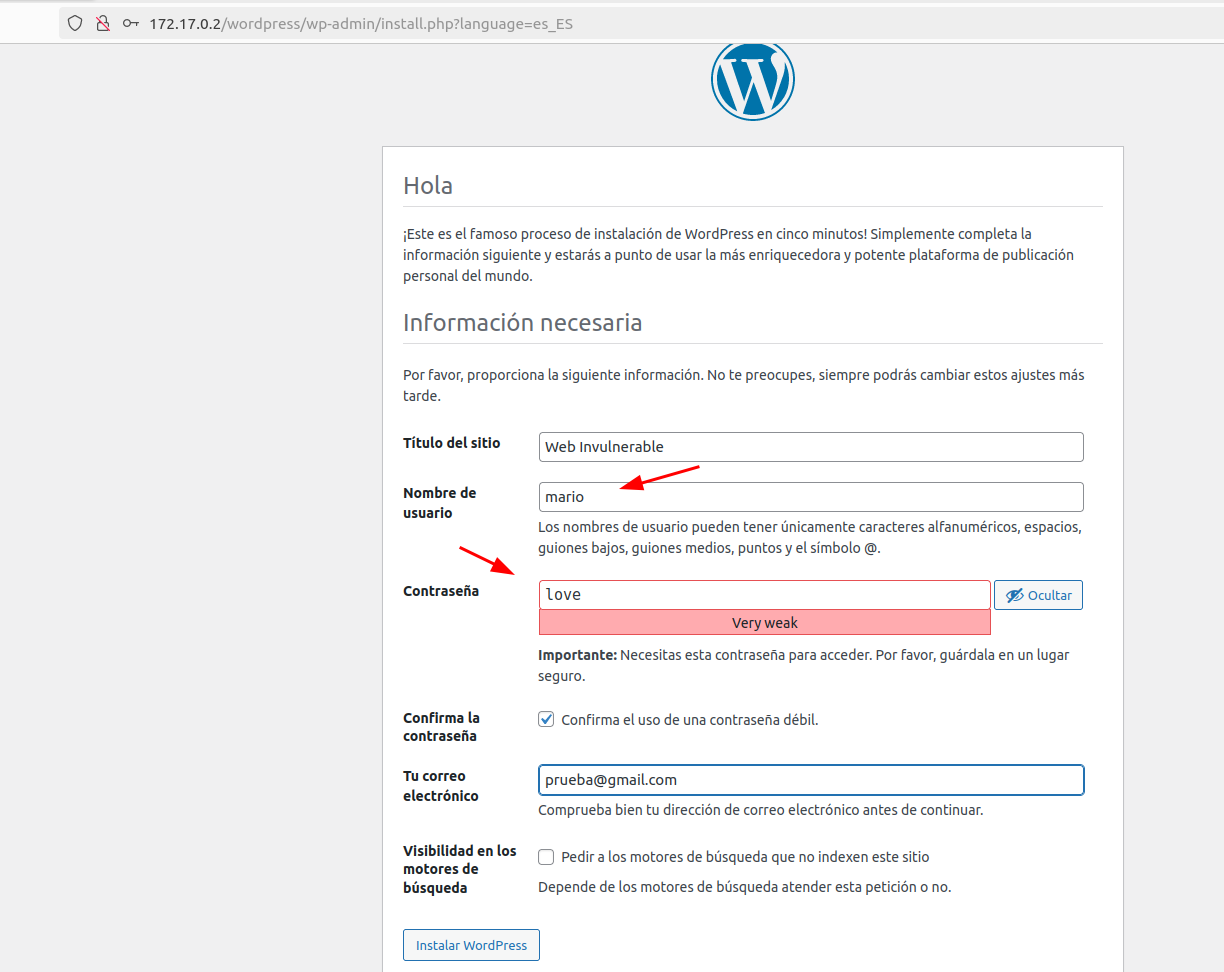 172.17.0.2/wordpress/wp-admin/install.php?language=es_ES
Hola
¡Este es el famoso proceso de instalación de WordPress en cinco minutos! Simplemente completa la
información siguiente y estarás a punto de usar la más enriquecedora y potente plataforma de publicación
personal del mundo.
Información necesaria
Por favor, proporciona la siguiente información. No te preocupes, siempre podrás cambiar estos ajustes más
tarde.
Título del sitio
Web Invulnerable
Nombre de
usuario
mario
Los nombres de usuario pueden tener únicamente caracteres alfanuméricos, espacios,
guiones bajos, guiones medios, puntos y el símbolo @.
Contraseña
love
Ocultar
Very weak
Importante: Necesitas esta contraseña para acceder. Por favor, guárdala en un lugar
seguro.
Confirma la
contraseña
Confirma el uso de una contraseña débil.
Tu correo
electrónico
prueba@gmail.com
Comprueba bien tu dirección de correo electrónico antes de continuar.
Visibilidad en los
motores de
búsqueda
Pedir a los motores de búsqueda que no indexen este sitio
Depende de los motores de búsqueda atender esta petición o no.
Instalar WordPress